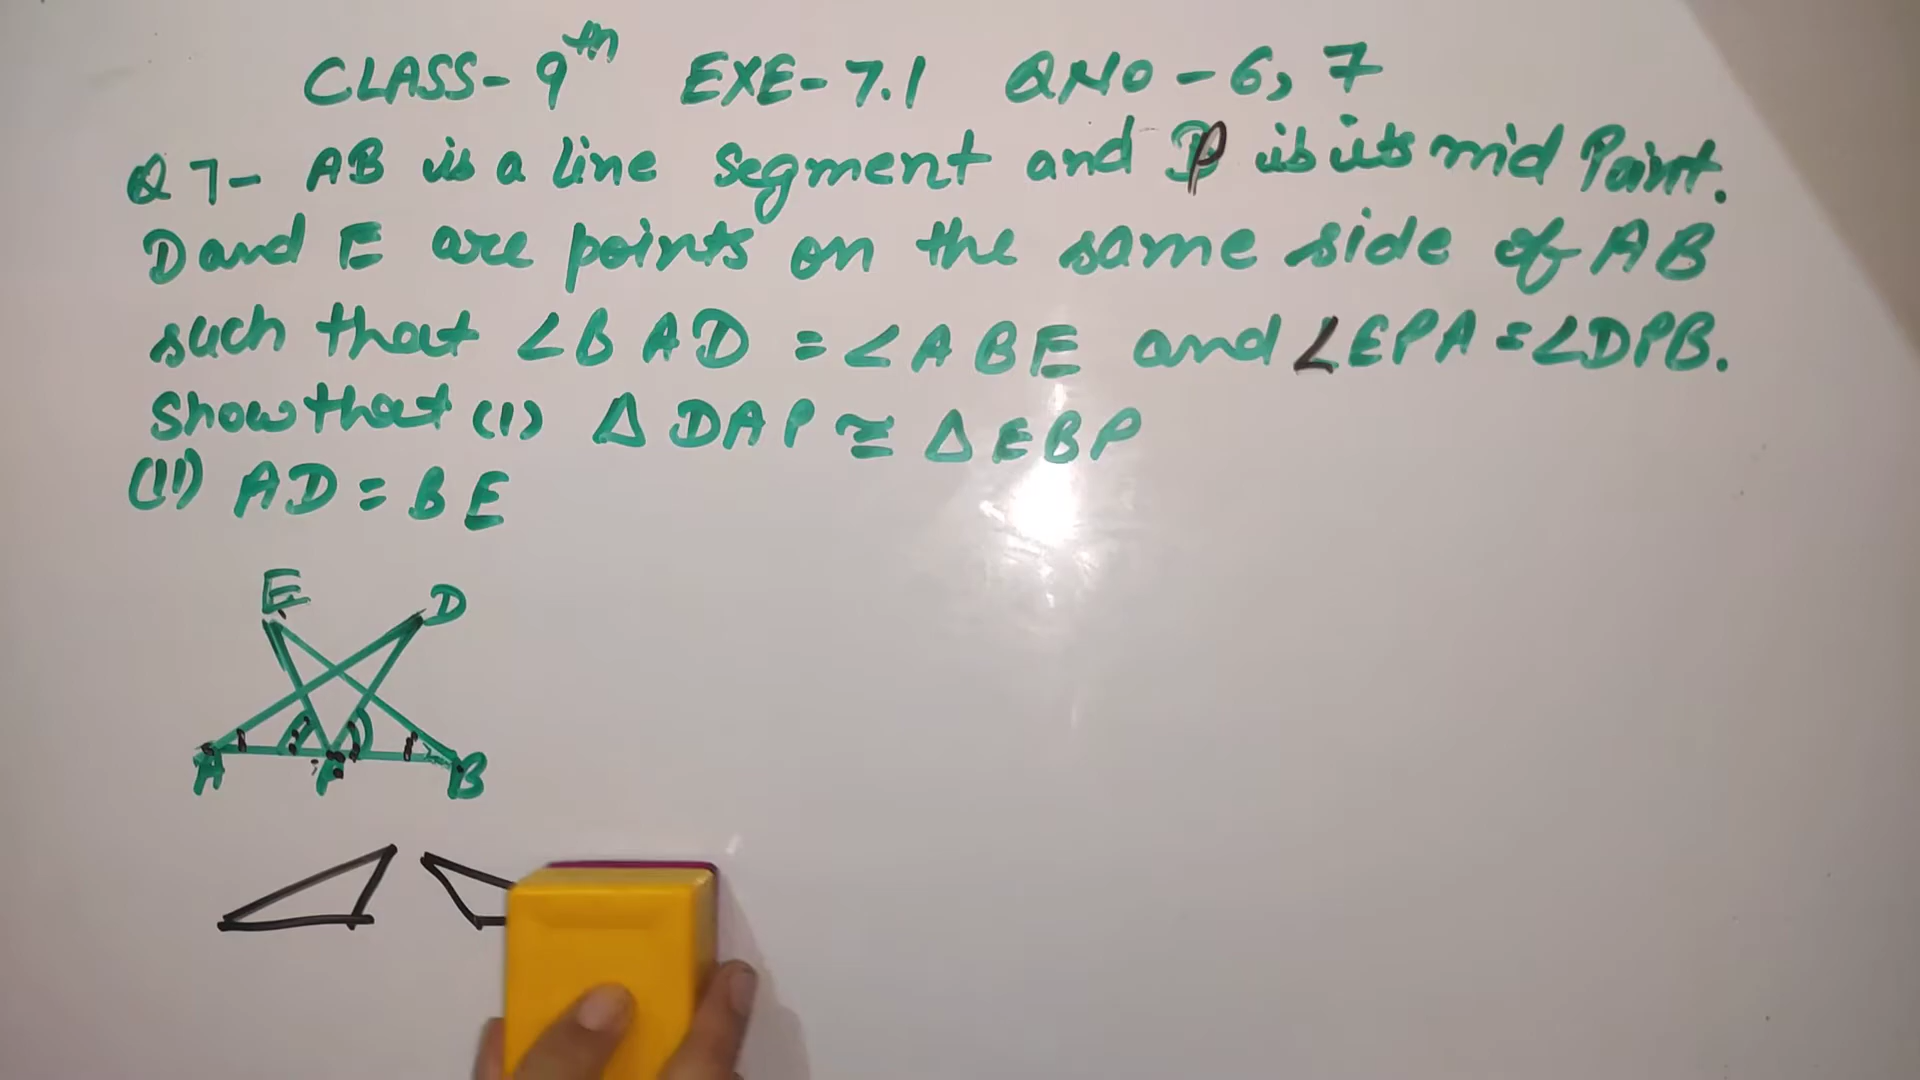 CLASS-9th EXE-7.1 QNO-6,7
Q7- AB is a line segment and P is its mid Point.
D and E are points on the same side of AB
such that ∠BAD = ∠ABE and ∠EPA = ∠DPB.
Show that (I) △DAP ≅ △EBP
(II) AD = BE
E D
A P B